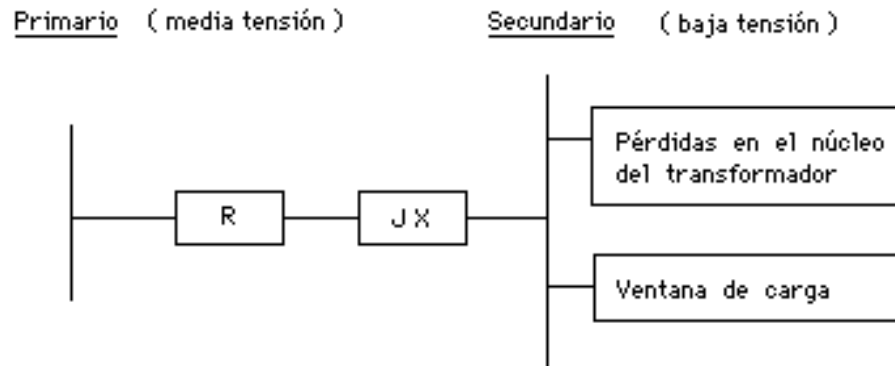 Primario ( media tensión )
Secundario ( baja tensión )
Pérdidas en el núcleo
del transformador
R
J X
Ventana de carga